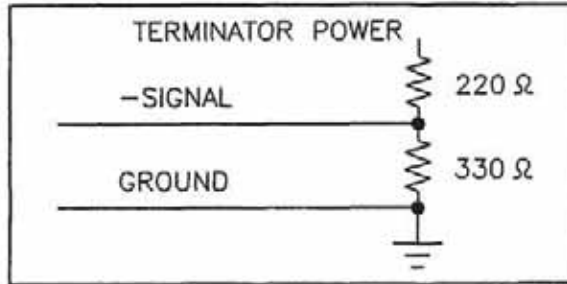 TERMINATOR POWER
220 Ω
-SIGNAL
330 Ω
GROUND